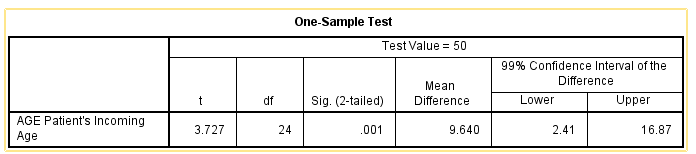 One-Sample Test
Test Value = 50
t
df
Sig. (2-tailed)
Mean
Difference
99% Confidence Interval of the
Difference
Lower
Upper
AGE Patient's Incoming
Age
3.727
24
.001
9.640
2.41
16.87